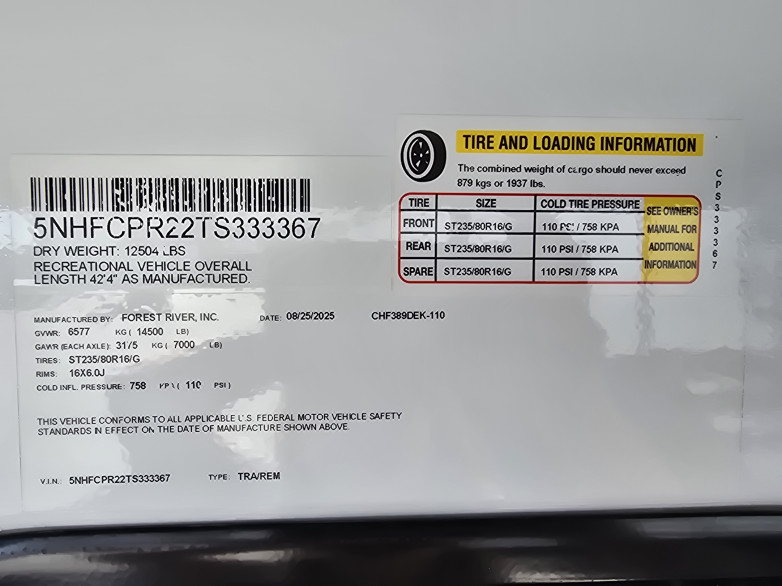 5NHFCPR22TS333367
DRY WEIGHT: 12504 LBS
RECREATIONAL VEHICLE OVERALL
LENGTH 42'4" AS MANUFACTURED.
MANUFACTURED BY: FOREST RIVER, INC. DATE: 08/25/2025 CHF389DEK-110
GVWR: 6577 KG ( 14500 LB)
GAWR (EACH AXLE): 3175 KG ( 7000 LB)
TIRES: ST235/80R16/G
RIMS: 16X6.0J
COLD INFL. PRESSURE: 758 KPA ( 110 PSI )
THIS VEHICLE CONFORMS TO ALL APPLICABLE U.S. FEDERAL MOTOR VEHICLE SAFETY
STANDARDS IN EFFECT ON THE DATE OF MANUFACTURE SHOWN ABOVE.
V.I.N.: 5NHFCPR22TS333367 TYPE: TRA/REM
TIRE AND LOADING INFORMATION
The combined weight of cargo should never exceed
879 kgs or 1937 lbs.
TIRE SIZE COLD TIRE PRESSURE
FRONT ST235/80R16/G 110 PSI / 758 KPA
REAR ST235/80R16/G 110 PSI / 758 KPA
SPARE ST235/80R16/G 110 PSI / 758 KPA
SEE OWNER'S
MANUAL FOR
ADDITIONAL
INFORMATION
CPS333367